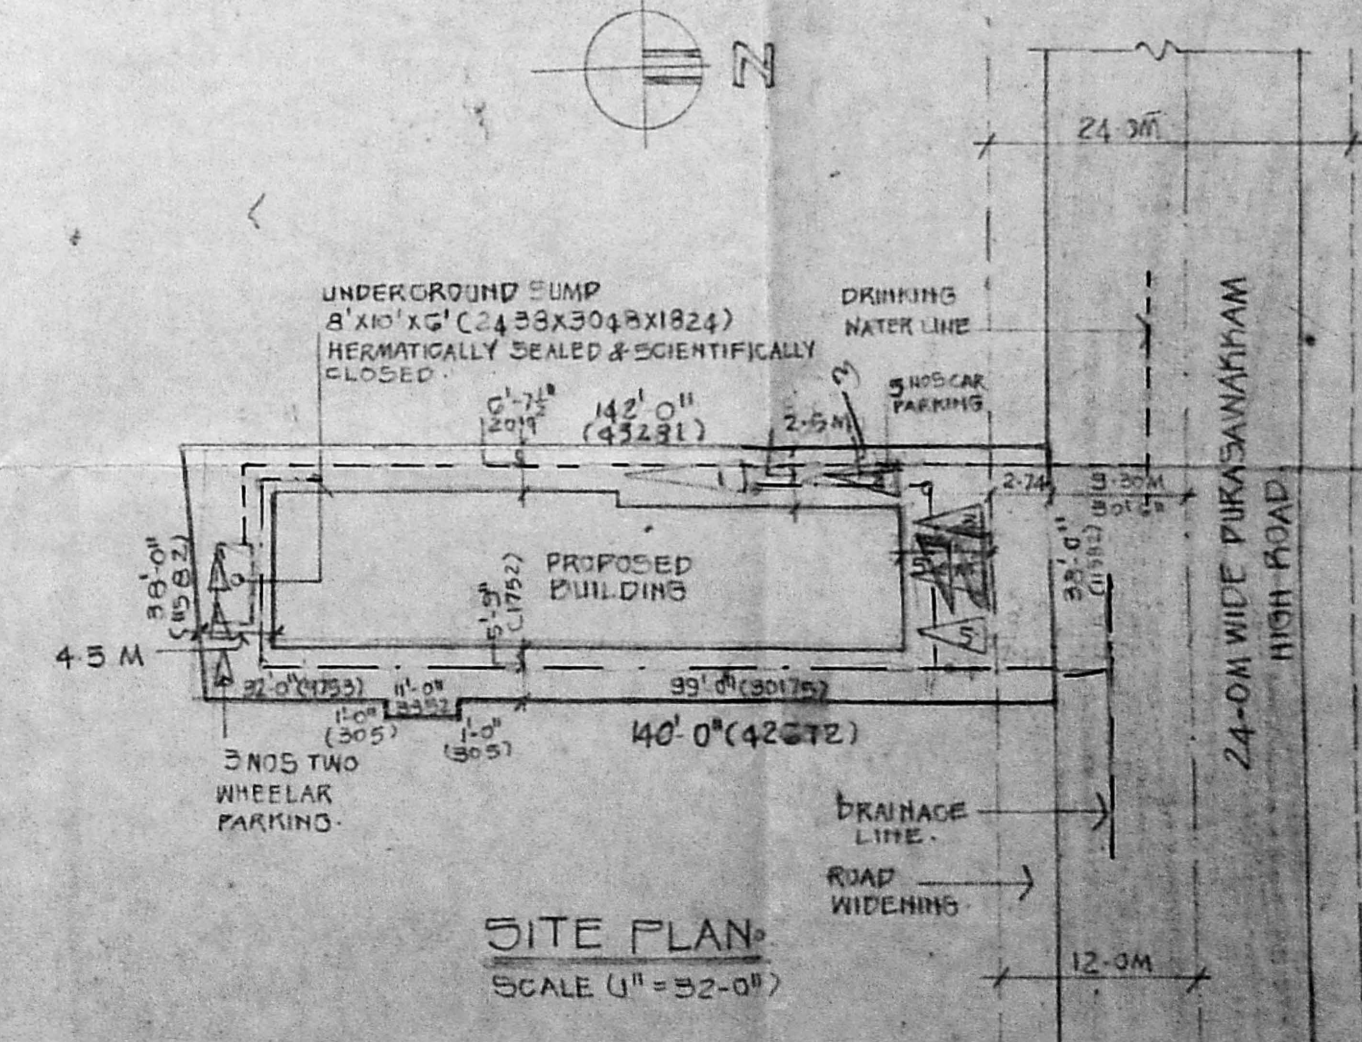 N
24.0M
UNDERGROUND SUMP
8'X10'X6' (2438X3048X1824)
HERMATICALLY SEALED & SCIENTIFICALLY
CLOSED.
DRINKING
WATER LINE
NOS CAR
PARKING
6'-7½"
2019
142'-0"
(43281)
2.5M
2.74
9.30M
38'-0"
(11582)
38'-0"
(11582)
PROPOSED
BUILDING
5'-9"
(1752)
1
5
4.5 M
32'-0" (9753)
11'-0"
3352
99'-0" (30175)
1'-0"
(305)
1'-0"
(305)
140'-0" (42672)
3 NOS TWO
WHEELAR
PARKING.
24-0M WIDE PURASAWAKKAM
HIGH ROAD.
DRAINAGE
LINE.
ROAD
WIDENING.
12.0M
SITE PLAN.
SCALE (1" = 32-0")